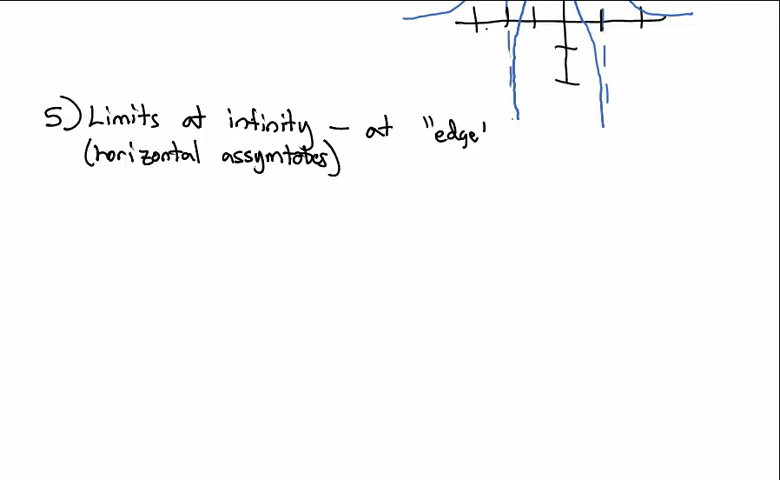 5) Limits at infinity – at "edge'
(horizontal assymtotes)